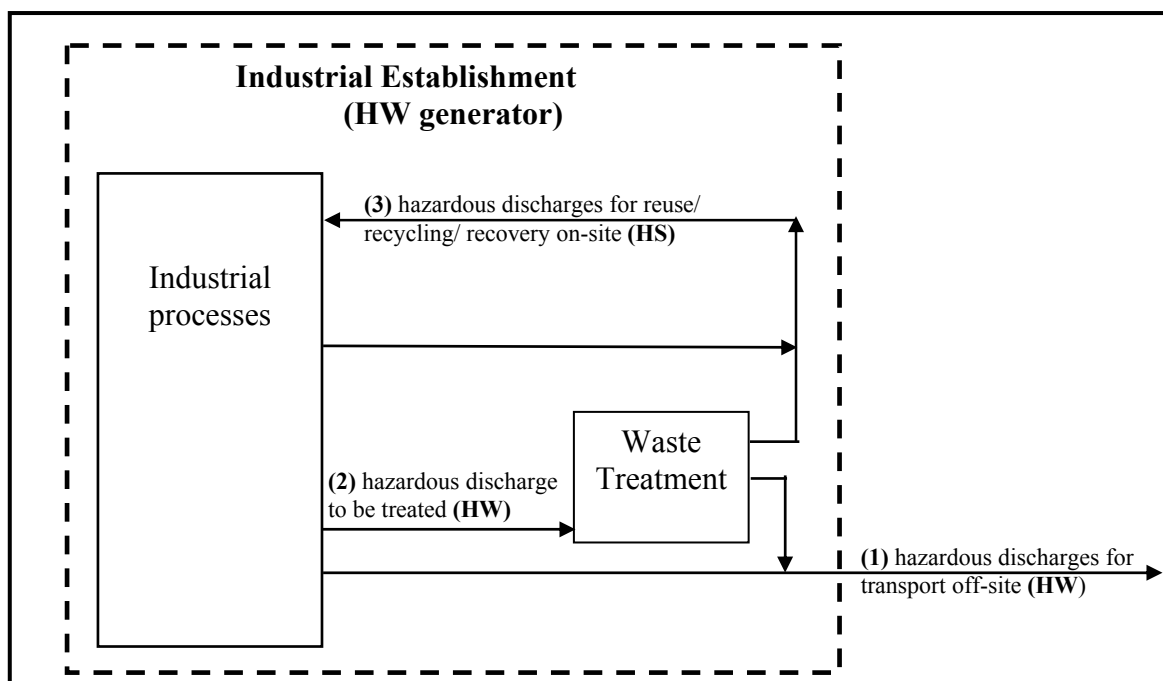 Industrial Establishment
(HW generator)
(3) hazardous discharges for reuse/
recycling/ recovery on-site (HS)
Industrial
processes
Waste
Treatment
(2) hazardous discharge
to be treated (HW)
(1) hazardous discharges for
transport off-site (HW)